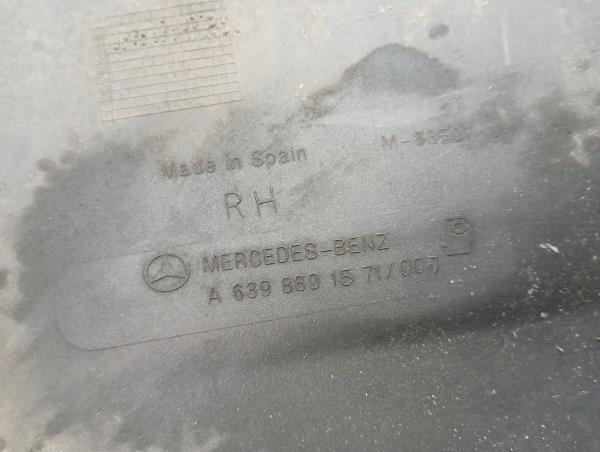 Made in Spain
RH
MERCEDES-BENZ
A 639 880 15 71/007